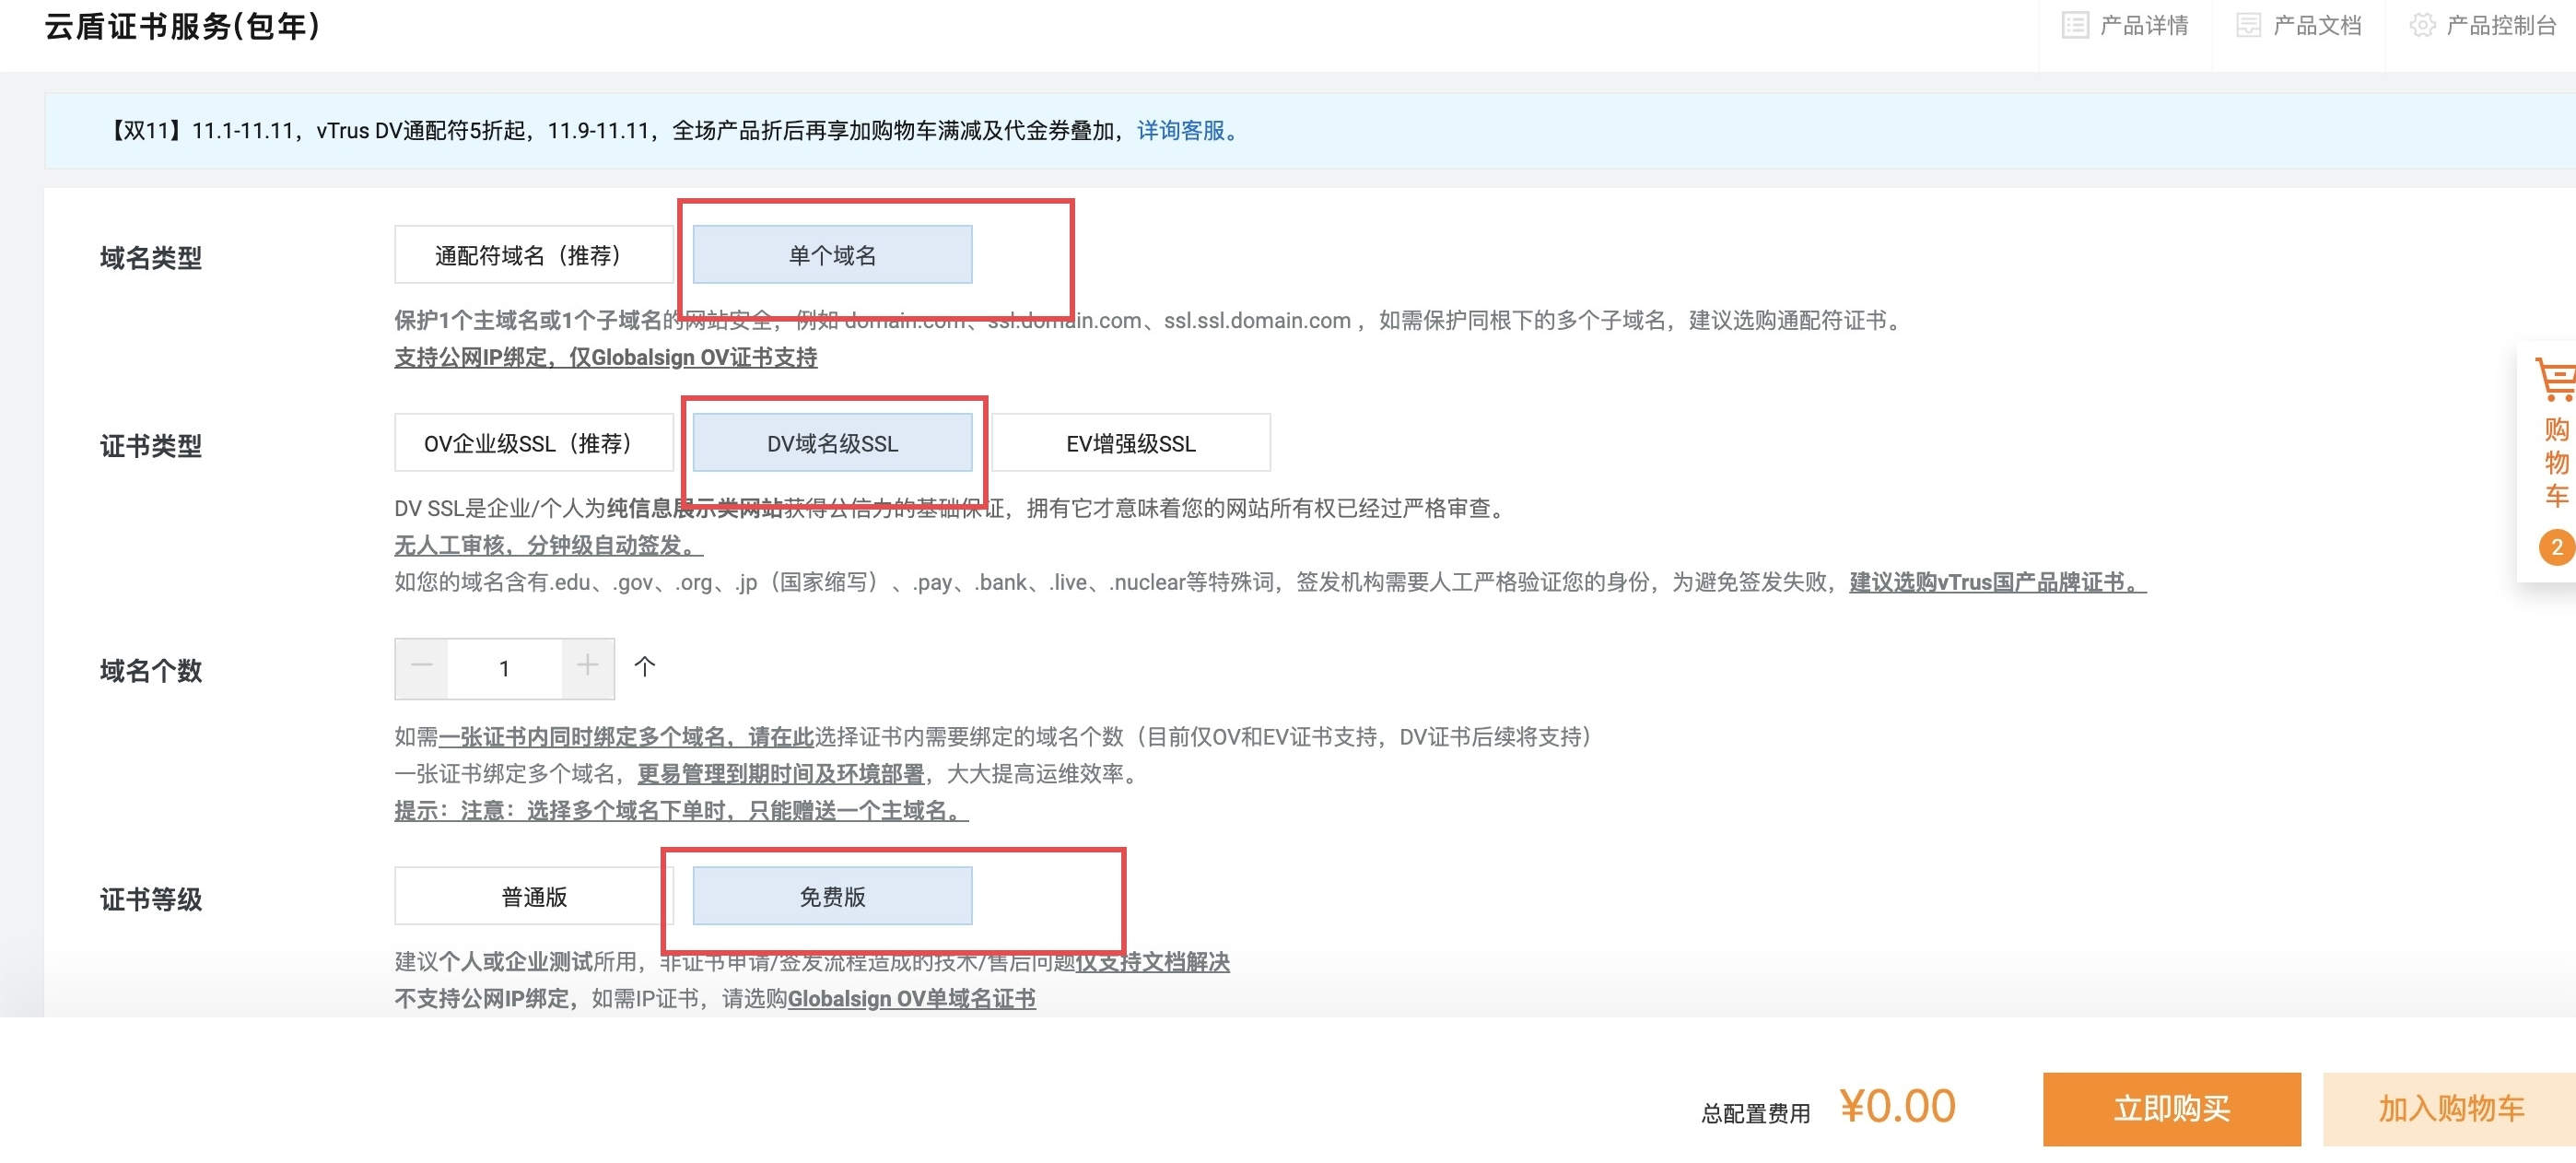 云盾证书服务(包年)
产品详情
产品文档
产品控制台
【双11】11.1-11.11，vTrus DV通配符5折起，11.9-11.11，全场产品折后再享加购物车满减及代金券叠加，详询客服。
域名类型
通配符域名（推荐）
单个域名
保护1个主域名或1个子域名的网站安全，例如 domain.com、ssl.domain.com、ssl.ssl.domain.com ，如需保护同根下的多个子域名，建议选购通配符证书。
支持公网IP绑定，仅Globalsign OV证书支持
证书类型
OV企业级SSL（推荐）
DV域名级SSL
EV增强级SSL
DV SSL是企业/个人为纯信息展示类网站获得公信力的基础保证，拥有它才意味着您的网站所有权已经过严格审查。
无人工审核，分钟级自动签发。
如您的域名含有.edu、.gov、.org、.jp（国家缩写）、.pay、.bank、.live、.nuclear等特殊词，签发机构需要人工严格验证您的身份，为避免签发失败，建议选购vTrus国产品牌证书。
域名个数
1
个
如需一张证书内同时绑定多个域名，请在此选择证书内需要绑定的域名个数（目前仅OV和EV证书支持，DV证书后续将支持）
一张证书绑定多个域名，更易管理到期时间及环境部署，大大提高运维效率。
提示：注意：选择多个域名下单时，只能赠送一个主域名。
证书等级
普通版
免费版
建议个人或企业测试所用，非证书申请/签发流程造成的技术/售后问题仅支持文档解决
不支持公网IP绑定，如需IP证书，请选购Globalsign OV单域名证书
购
物
车
2
总配置费用 ¥0.00
立即购买
加入购物车